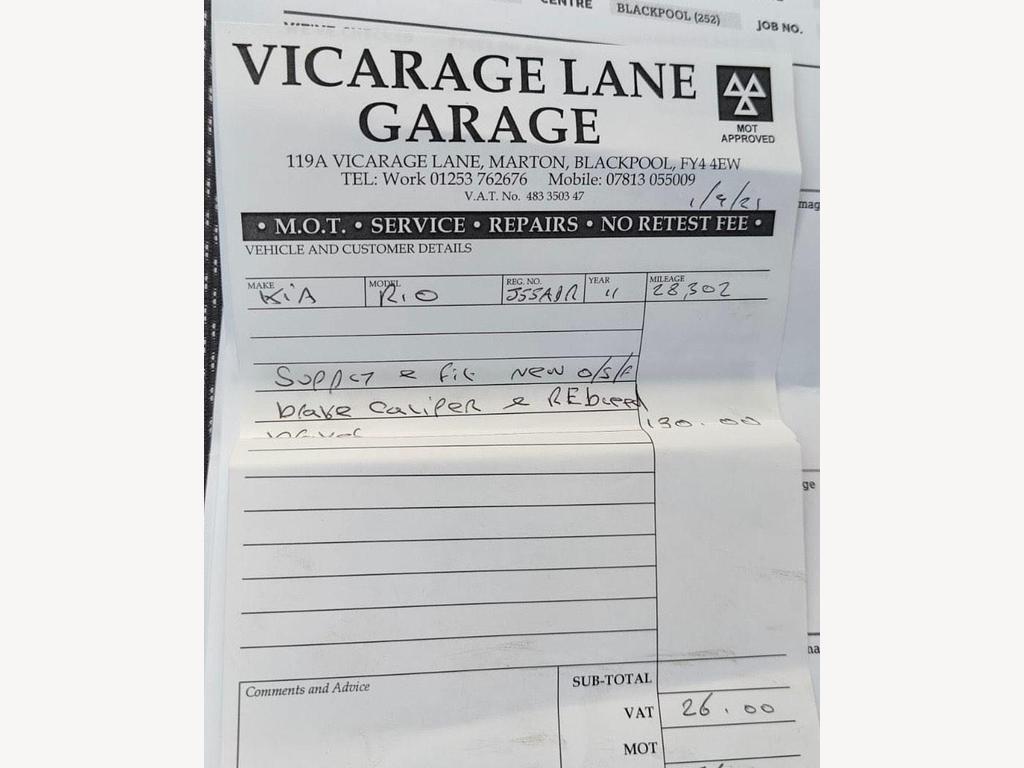 CENTRE BLACKPOOL (252) JOB NO.
VICARAGE LANE
GARAGE
MOT
APPROVED
119A VICARAGE LANE, MARTON, BLACKPOOL, FY4 4EW
TEL: Work 01253 762676 Mobile: 07813 055009
V.A.T. No. 483 3503 47
1/9/21
• M.O.T. • SERVICE • REPAIRS • NO RETEST FEE •
VEHICLE AND CUSTOMER DETAILS
MAKE MODEL REG. NO. YEAR MILEAGE
KiA RiO J55AIR 11 28,302
Supply & fit new o/s/f
brake CaliPER & REbleed
130.00
Comments and Advice
SUB-TOTAL
VAT 26.00
MOT